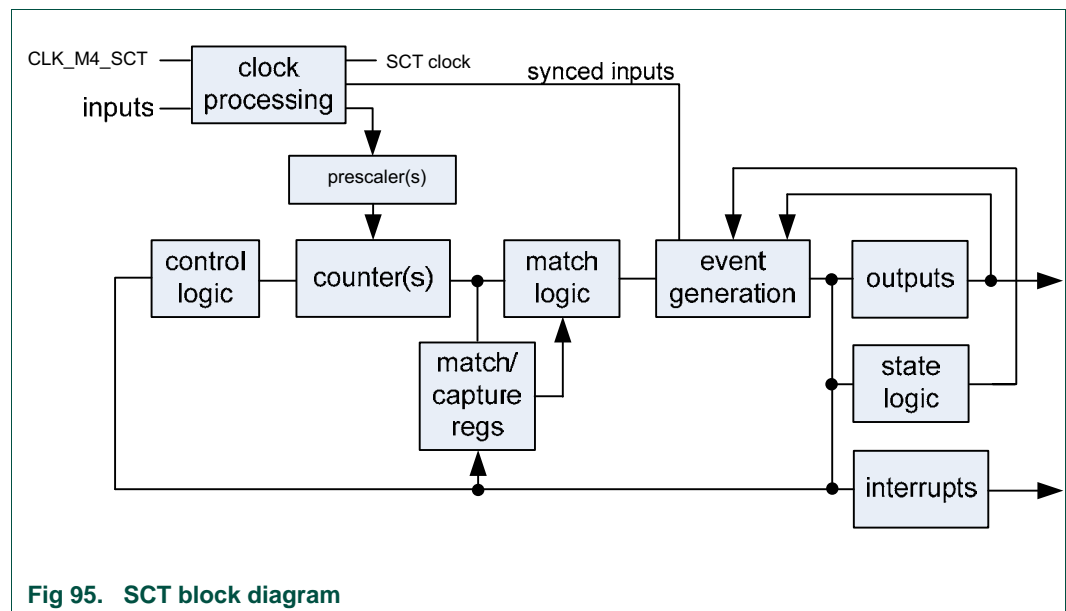 CLK_M4_SCT
inputs
clock
processing
SCT clock
synced inputs
prescaler(s)
control
logic
counter(s)
match
logic
event
generation
outputs
match/
capture
regs
state
logic
interrupts
Fig 95. SCT block diagram